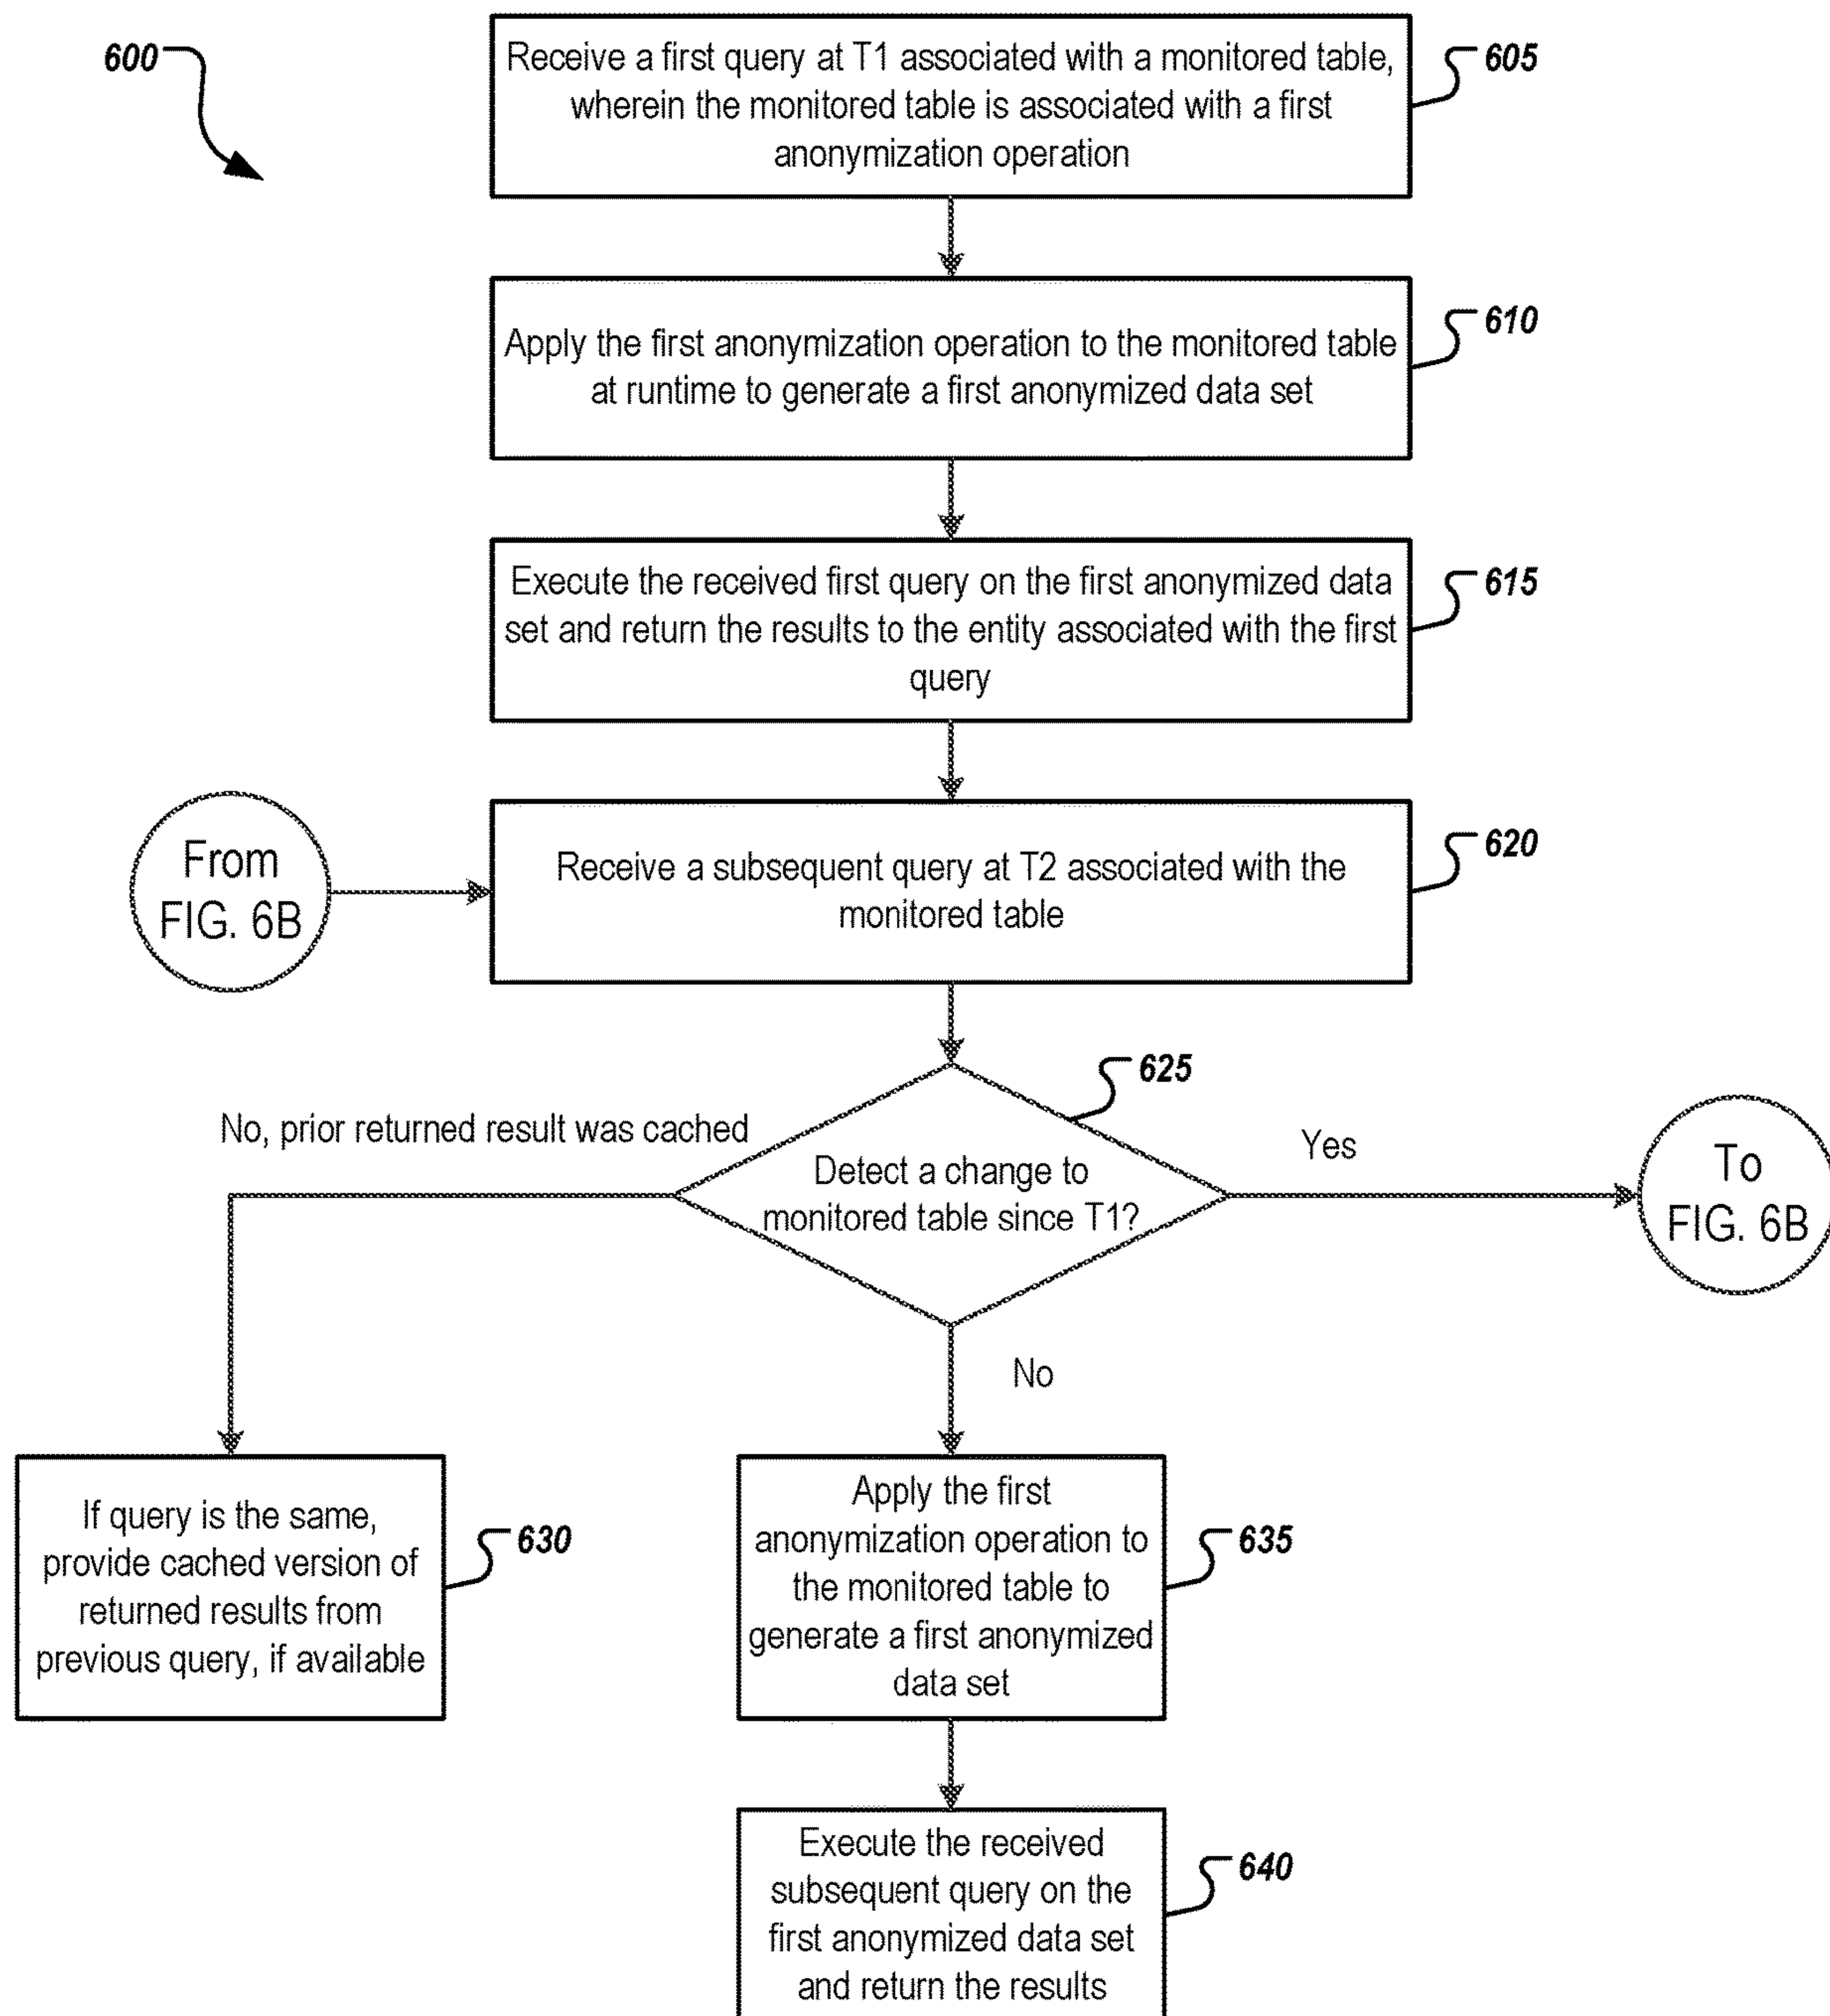 600
Receive a first query at T1 associated with a monitored table,
wherein the monitored table is associated with a first
anonymization operation
605
Apply the first anonymization operation to the monitored table
at runtime to generate a first anonymized data set
610
Execute the received first query on the first anonymized data
set and return the results to the entity associated with the first
query
615
From
FIG. 6B
Receive a subsequent query at T2 associated with the
monitored table
620
625
No, prior returned result was cached
Detect a change to
monitored table since T1?
Yes
To
FIG. 6B
No
If query is the same,
provide cached version of
returned results from
previous query, if available
630
Apply the first
anonymization operation to
the monitored table to
generate a first anonymized
data set
635
Execute the received
subsequent query on the
first anonymized data set
and return the results
640